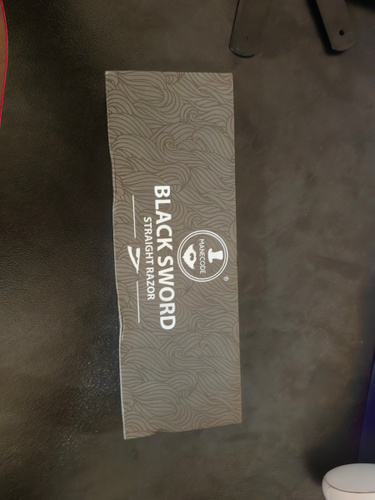 MANECODE
®
BLACK SWORD
STRAIGHT RAZOR